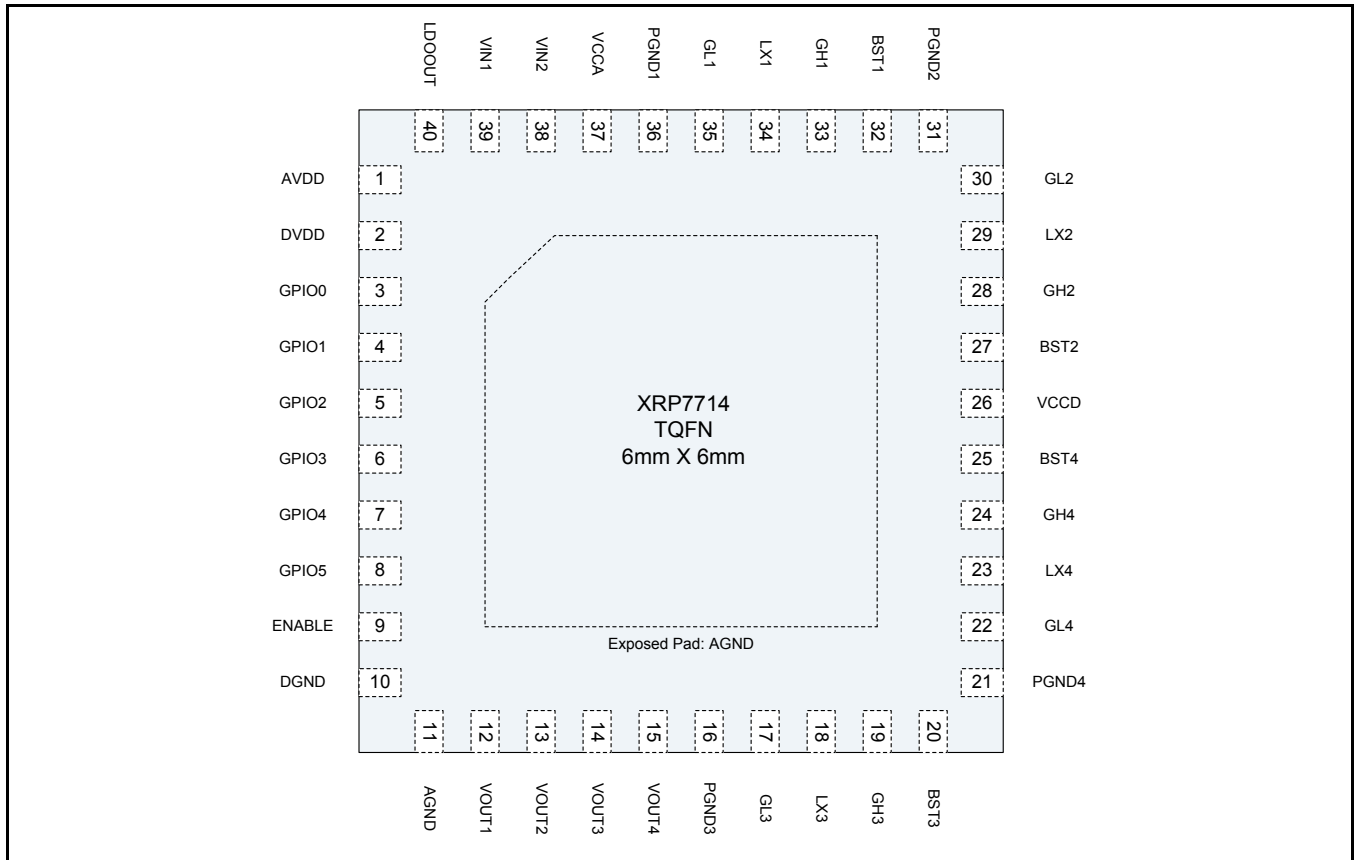 LDOOUT VIN1 VIN2 VCCA PGND1 GL1 LX1 GH1 BST1 PGND2
40 39 38 37 36 35 34 33 32 31
AVDD 1 30 GL2
DVDD 2 29 LX2
GPIO0 3 28 GH2
GPIO1 4 27 BST2
GPIO2 5 26 VCCD
XRP7714
TQFN
6mm X 6mm
GPIO3 6 25 BST4
GPIO4 7 24 GH4
GPIO5 8 23 LX4
ENABLE 9 22 GL4
Exposed Pad: AGND
DGND 10 21 PGND4
11 12 13 14 15 16 17 18 19 20
AGND VOUT1 VOUT2 VOUT3 VOUT4 PGND3 GL3 LX3 GH3 BST3